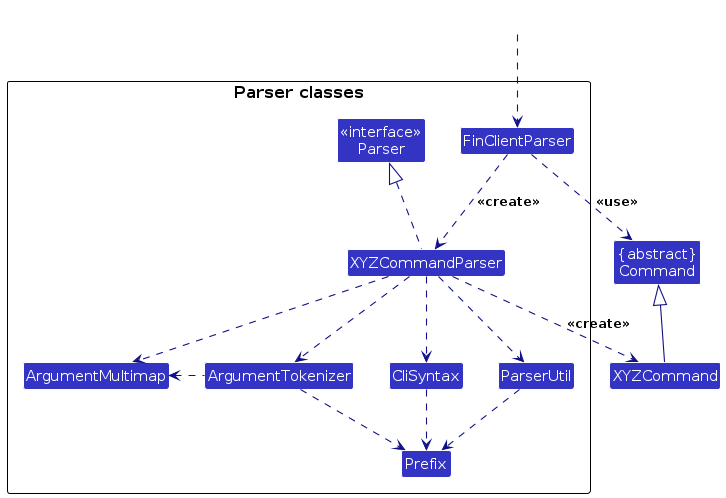 Parser classes
«interface»
Parser
FinClientParser
«create»
«use»
XYZCommandParser
{abstract}
Command
«create»
ArgumentMultimap
ArgumentTokenizer
CliSyntax
ParserUtil
XYZCommand
Prefix